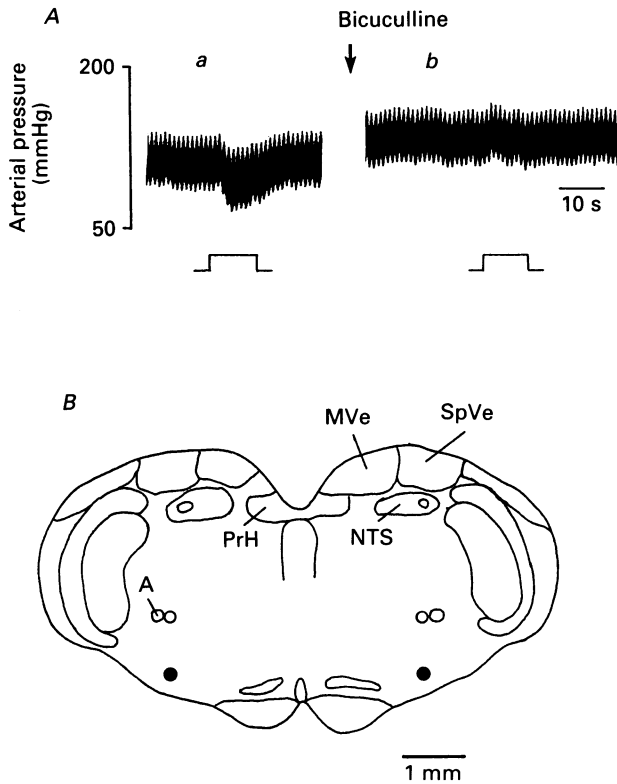 A
Bicuculline
a
b
Arterial pressure
(mmHg)
200
50
10 s
B
MVe
SpVe
PrH
NTS
A
1 mm